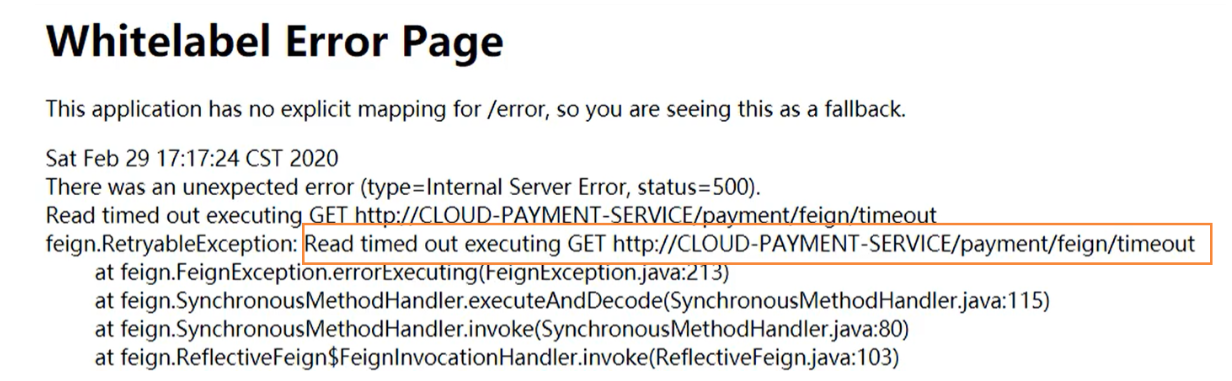 Whitelabel Error Page
This application has no explicit mapping for /error, so you are seeing this as a fallback.
Sat Feb 29 17:17:24 CST 2020
There was an unexpected error (type=Internal Server Error, status=500).
Read timed out executing GET http://CLOUD-PAYMENT-SERVICE/payment/feign/timeout
feign.RetryableException: Read timed out executing GET http://CLOUD-PAYMENT-SERVICE/payment/feign/timeout
at feign.FeignException.errorExecuting(FeignException.java:213)
at feign.SynchronousMethodHandler.executeAndDecode(SynchronousMethodHandler.java:115)
at feign.SynchronousMethodHandler.invoke(SynchronousMethodHandler.java:80)
at feign.ReflectiveFeign$FeignInvocationHandler.invoke(ReflectiveFeign.java:103)